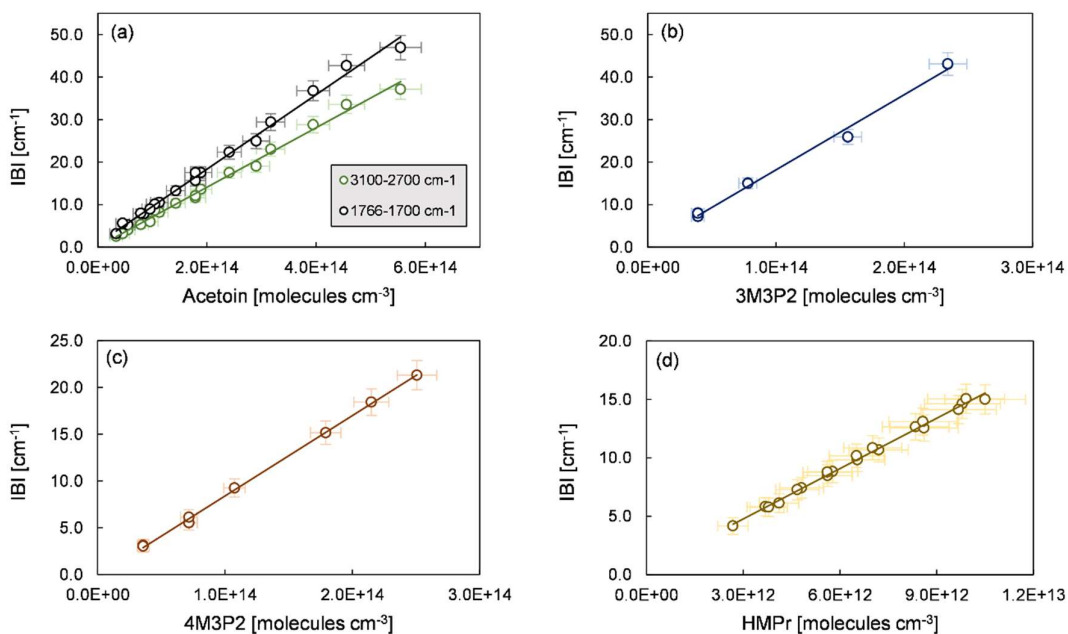 (a)
IBI [cm⁻¹]
50.0
40.0
30.0
20.0
10.0
0.0
3100-2700 cm-1
1766-1700 cm-1
0.0E+00 2.0E+14 4.0E+14 6.0E+14
Acetoin [molecules cm⁻³]
(b)
IBI [cm⁻¹]
50.0
40.0
30.0
20.0
10.0
0.0
0.0E+00 1.0E+14 2.0E+14 3.0E+14
3M3P2 [molecules cm⁻³]
(c)
IBI [cm⁻¹]
25.0
20.0
15.0
10.0
5.0
0.0
0.0E+00 1.0E+14 2.0E+14 3.0E+14
4M3P2 [molecules cm⁻³]
(d)
IBI [cm⁻¹]
20.0
15.0
10.0
5.0
0.0
0.0E+00 3.0E+12 6.0E+12 9.0E+12 1.2E+13
HMPr [molecules cm⁻³]